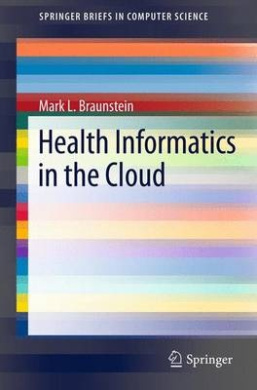 SPRINGER BRIEFS IN COMPUTER SCIENCE
Mark L. Braunstein
Health Informatics
in the Cloud
Springer